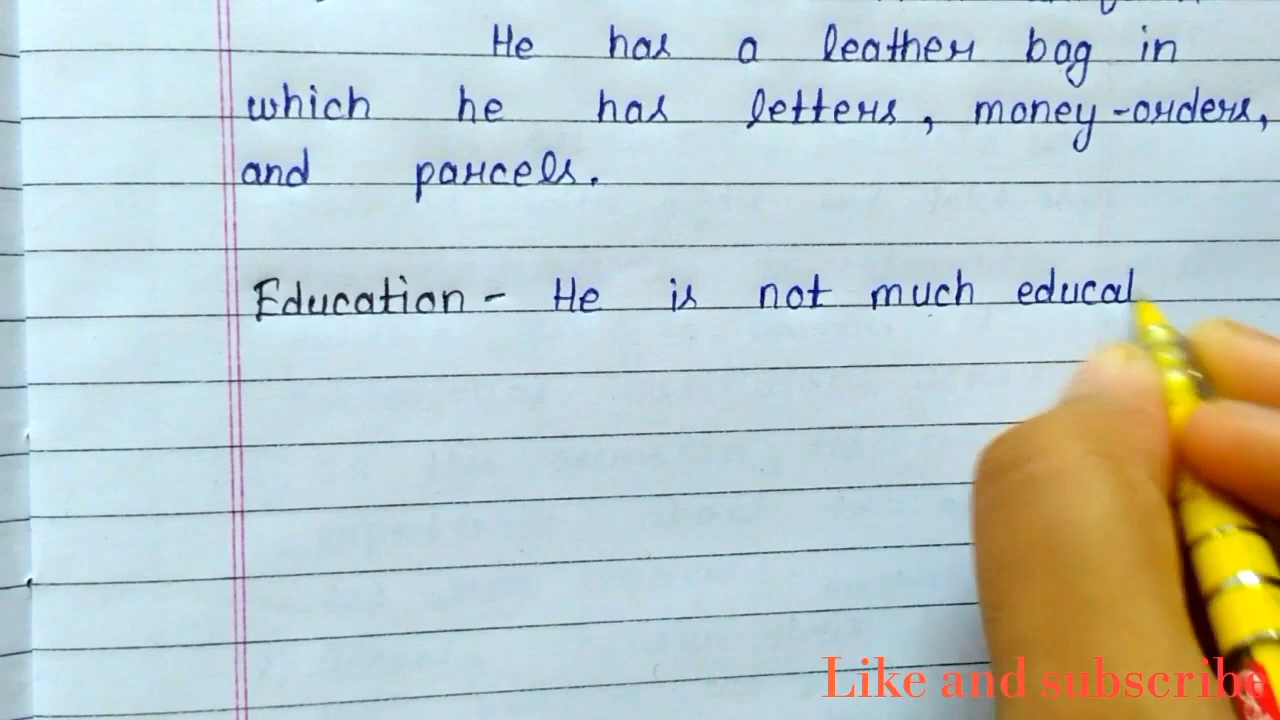 He has a leather bag in
which he has letters, money-orders,
and parcels.
Education - He is not much educat
Like and subscribe